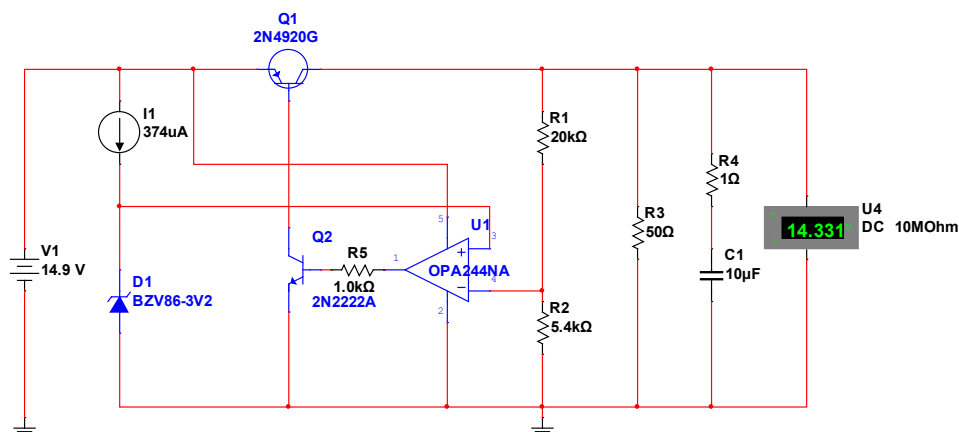 Q1
2N4920G
I1
374uA
R1
20kΩ
R4
1Ω
U4
DC 10MOhm
14.331
V1
14.9 V
D1
BZV86-3V2
Q2
2N2222A
R5
1.0kΩ
U1
OPA244NA
5
3
1
4
2
R3
50Ω
C1
10µF
R2
5.4kΩ